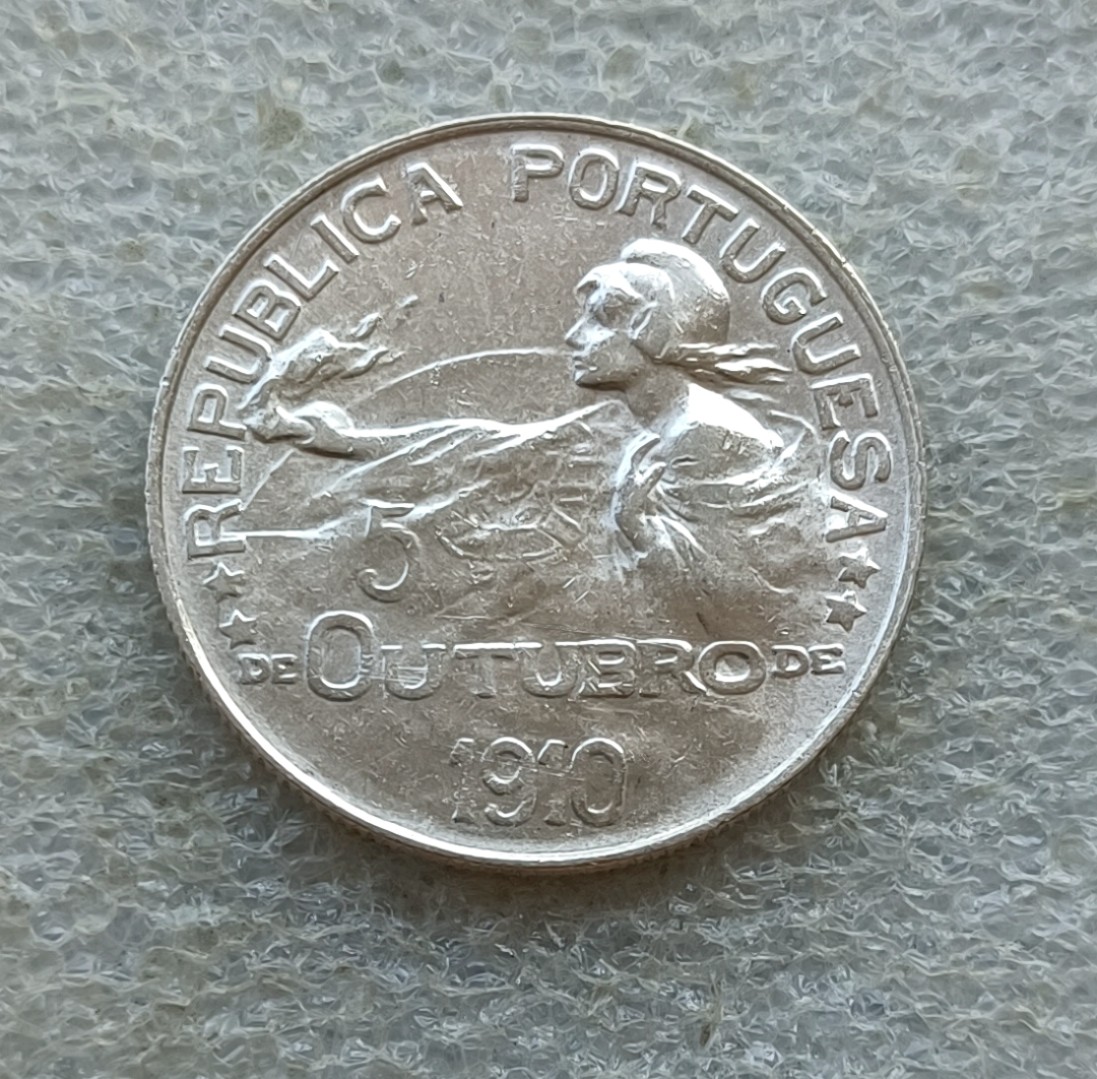 REPUBLICA PORTUGUESA
5
DE OUTUBRO DE
1910